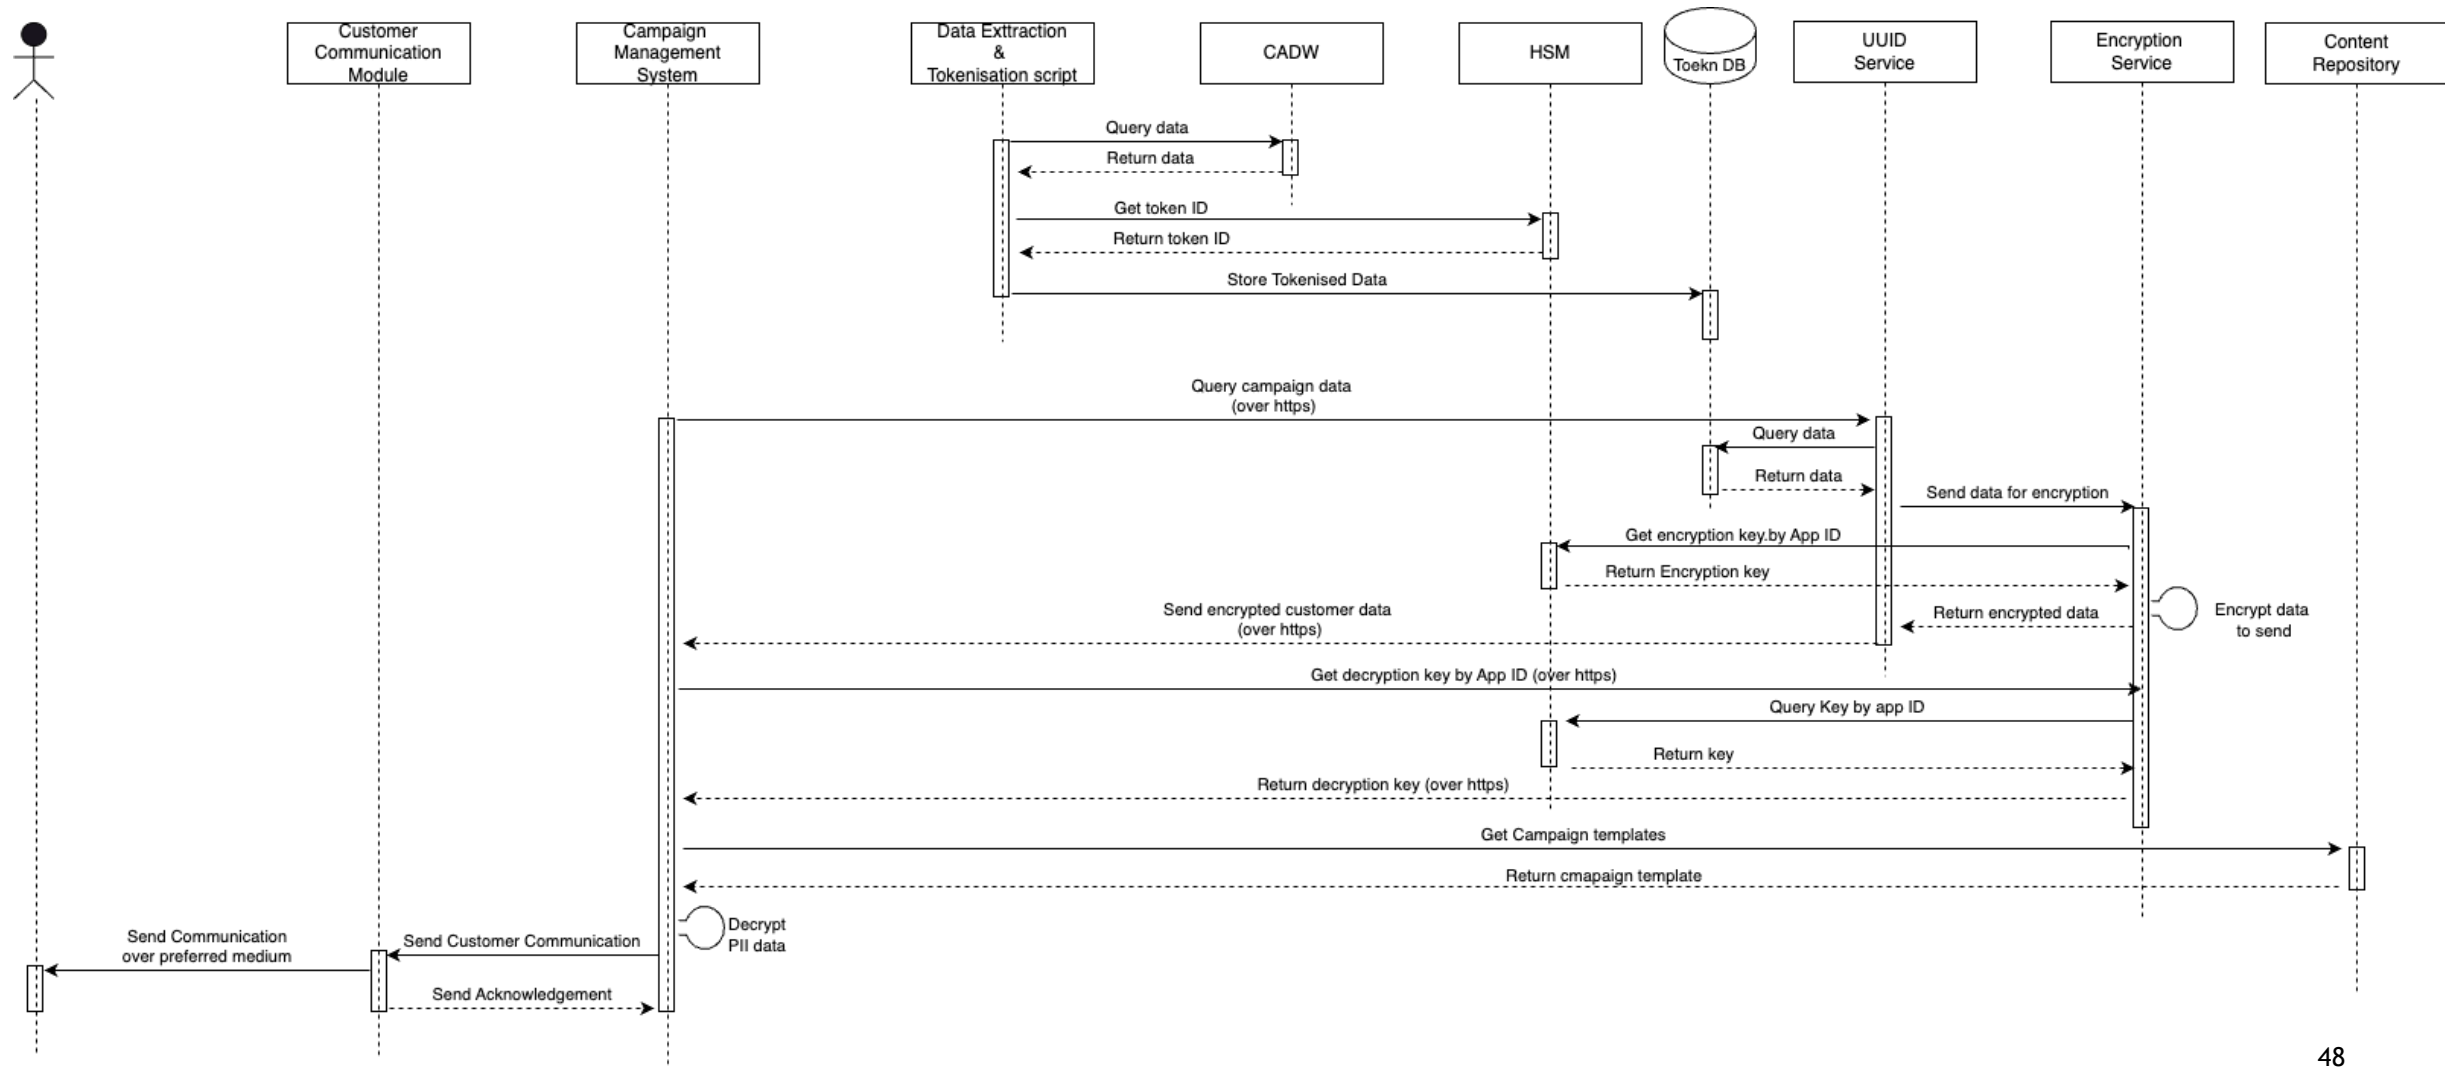 Customer
Communication
Module
Campaign
Management
System
Data Exttraction
&
Tokenisation script
CADW
HSM
Toekn DB
UUID
Service
Encryption
Service
Content
Repository
Query data
Return data
Get token ID
Return token ID
Store Tokenised Data
Query campaign data
(over https)
Query data
Return data
Send data for encryption
Get encryption key.by App ID
Return Encryption key
Send encrypted customer data
(over https)
Return encrypted data
Encrypt data
to send
Get decryption key by App ID (over https)
Query Key by app ID
Return key
Return decryption key (over https)
Get Campaign templates
Return cmapaign template
Decrypt
PII data
Send Customer Communication
Send Communication
over preferred medium
Send Acknowledgement
48